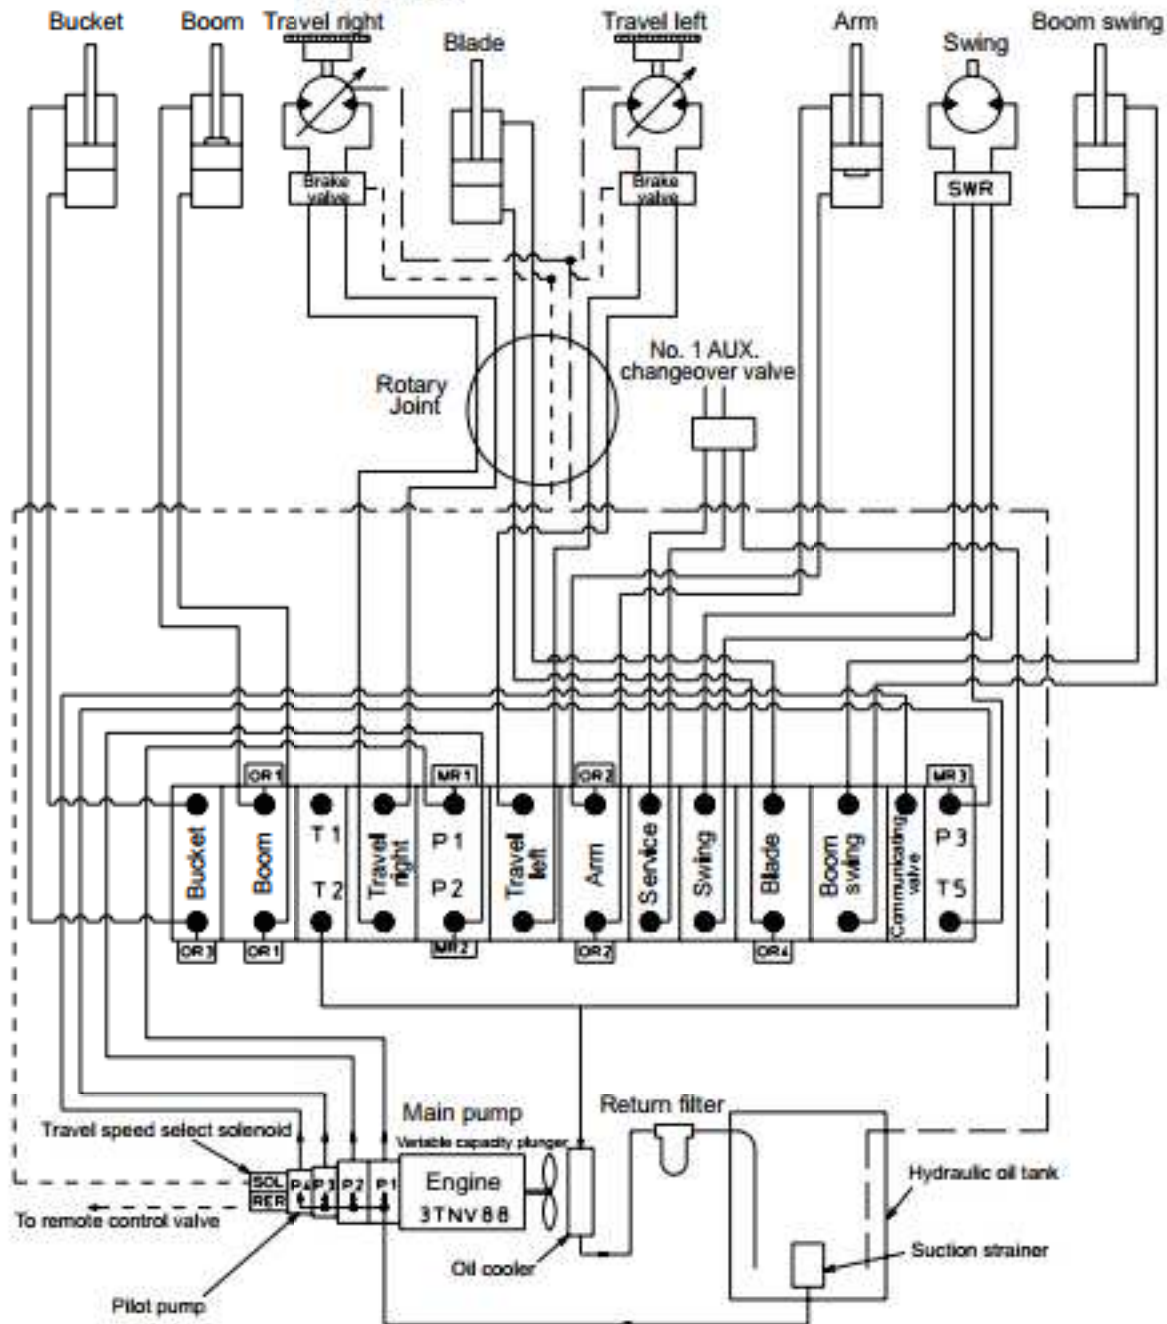 Bucket
Boom
Travel right
Blade
Travel left
Arm
Swing
Boom swing
Brake
valve
Brake
valve
SWR
No. 1 AUX.
changeover valve
Rotary
Joint
OR1
MR1
OR2
MR3
Bucket
Boom
T1
T2
Travel
right
P1
P2
Travel
left
Arm
Service
Swing
Blade
Boom
swing
Communicating
valve
P3
T5
OR3
OR1
MR2
OR2
OR4
Main pump
Variable capacity plunger
Return filter
Travel speed select solenoid
SOL
RER
P4
P3
P2
P1
Engine
3TNV88
Hydraulic oil tank
To remote control valve
Oil cooler
Suction strainer
Pilot pump